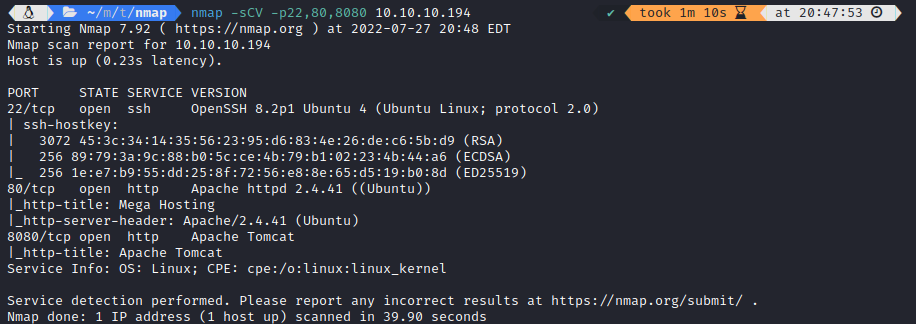 ~/m/t/nmap nmap -sCV -p22,80,8080 10.10.10.194 ✔ took 1m 10s at 20:47:53
Starting Nmap 7.92 ( https://nmap.org ) at 2022-07-27 20:48 EDT
Nmap scan report for 10.10.10.194
Host is up (0.23s latency).
PORT     STATE SERVICE VERSION
22/tcp   open  ssh     OpenSSH 8.2p1 Ubuntu 4 (Ubuntu Linux; protocol 2.0)
| ssh-hostkey:
|   3072 45:3c:34:14:35:56:23:95:d6:83:4e:26:de:c6:5b:d9 (RSA)
|   256 89:79:3a:9c:88:b0:5c:ce:4b:79:b1:02:23:4b:44:a6 (ECDSA)
|_  256 1e:e7:b9:55:dd:25:8f:72:56:e8:8e:65:d5:19:b0:8d (ED25519)
80/tcp   open  http    Apache httpd 2.4.41 ((Ubuntu))
|_http-title: Mega Hosting
|_http-server-header: Apache/2.4.41 (Ubuntu)
8080/tcp open  http    Apache Tomcat
|_http-title: Apache Tomcat
Service Info: OS: Linux; CPE: cpe:/o:linux:linux_kernel
Service detection performed. Please report any incorrect results at https://nmap.org/submit/ .
Nmap done: 1 IP address (1 host up) scanned in 39.90 seconds